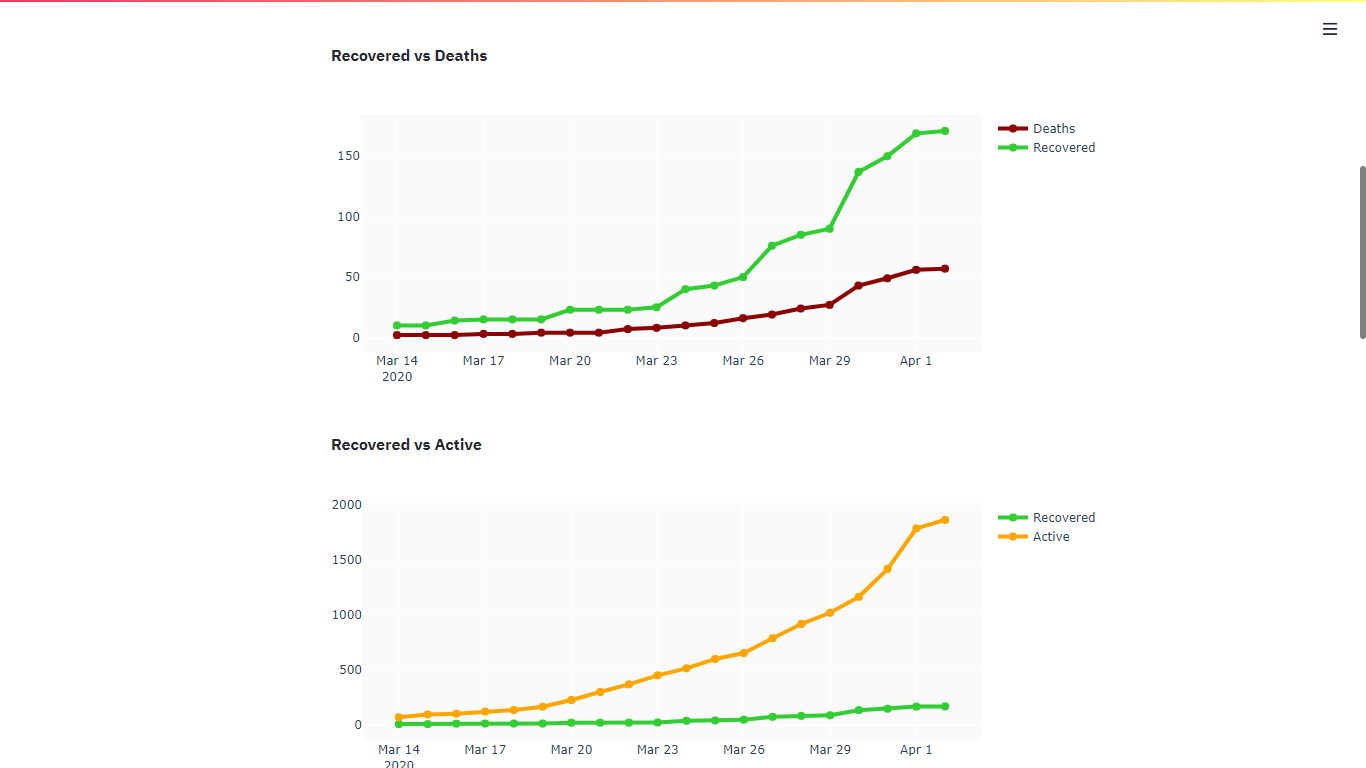 Recovered vs Deaths
Deaths
Recovered
150
100
50
0
Mar 14 Mar 17 Mar 20 Mar 23 Mar 26 Mar 29 Apr 1
2020
Recovered vs Active
2000
Recovered
Active
1500
1000
500
0
Mar 14 Mar 17 Mar 20 Mar 23 Mar 26 Mar 29 Apr 1
2020